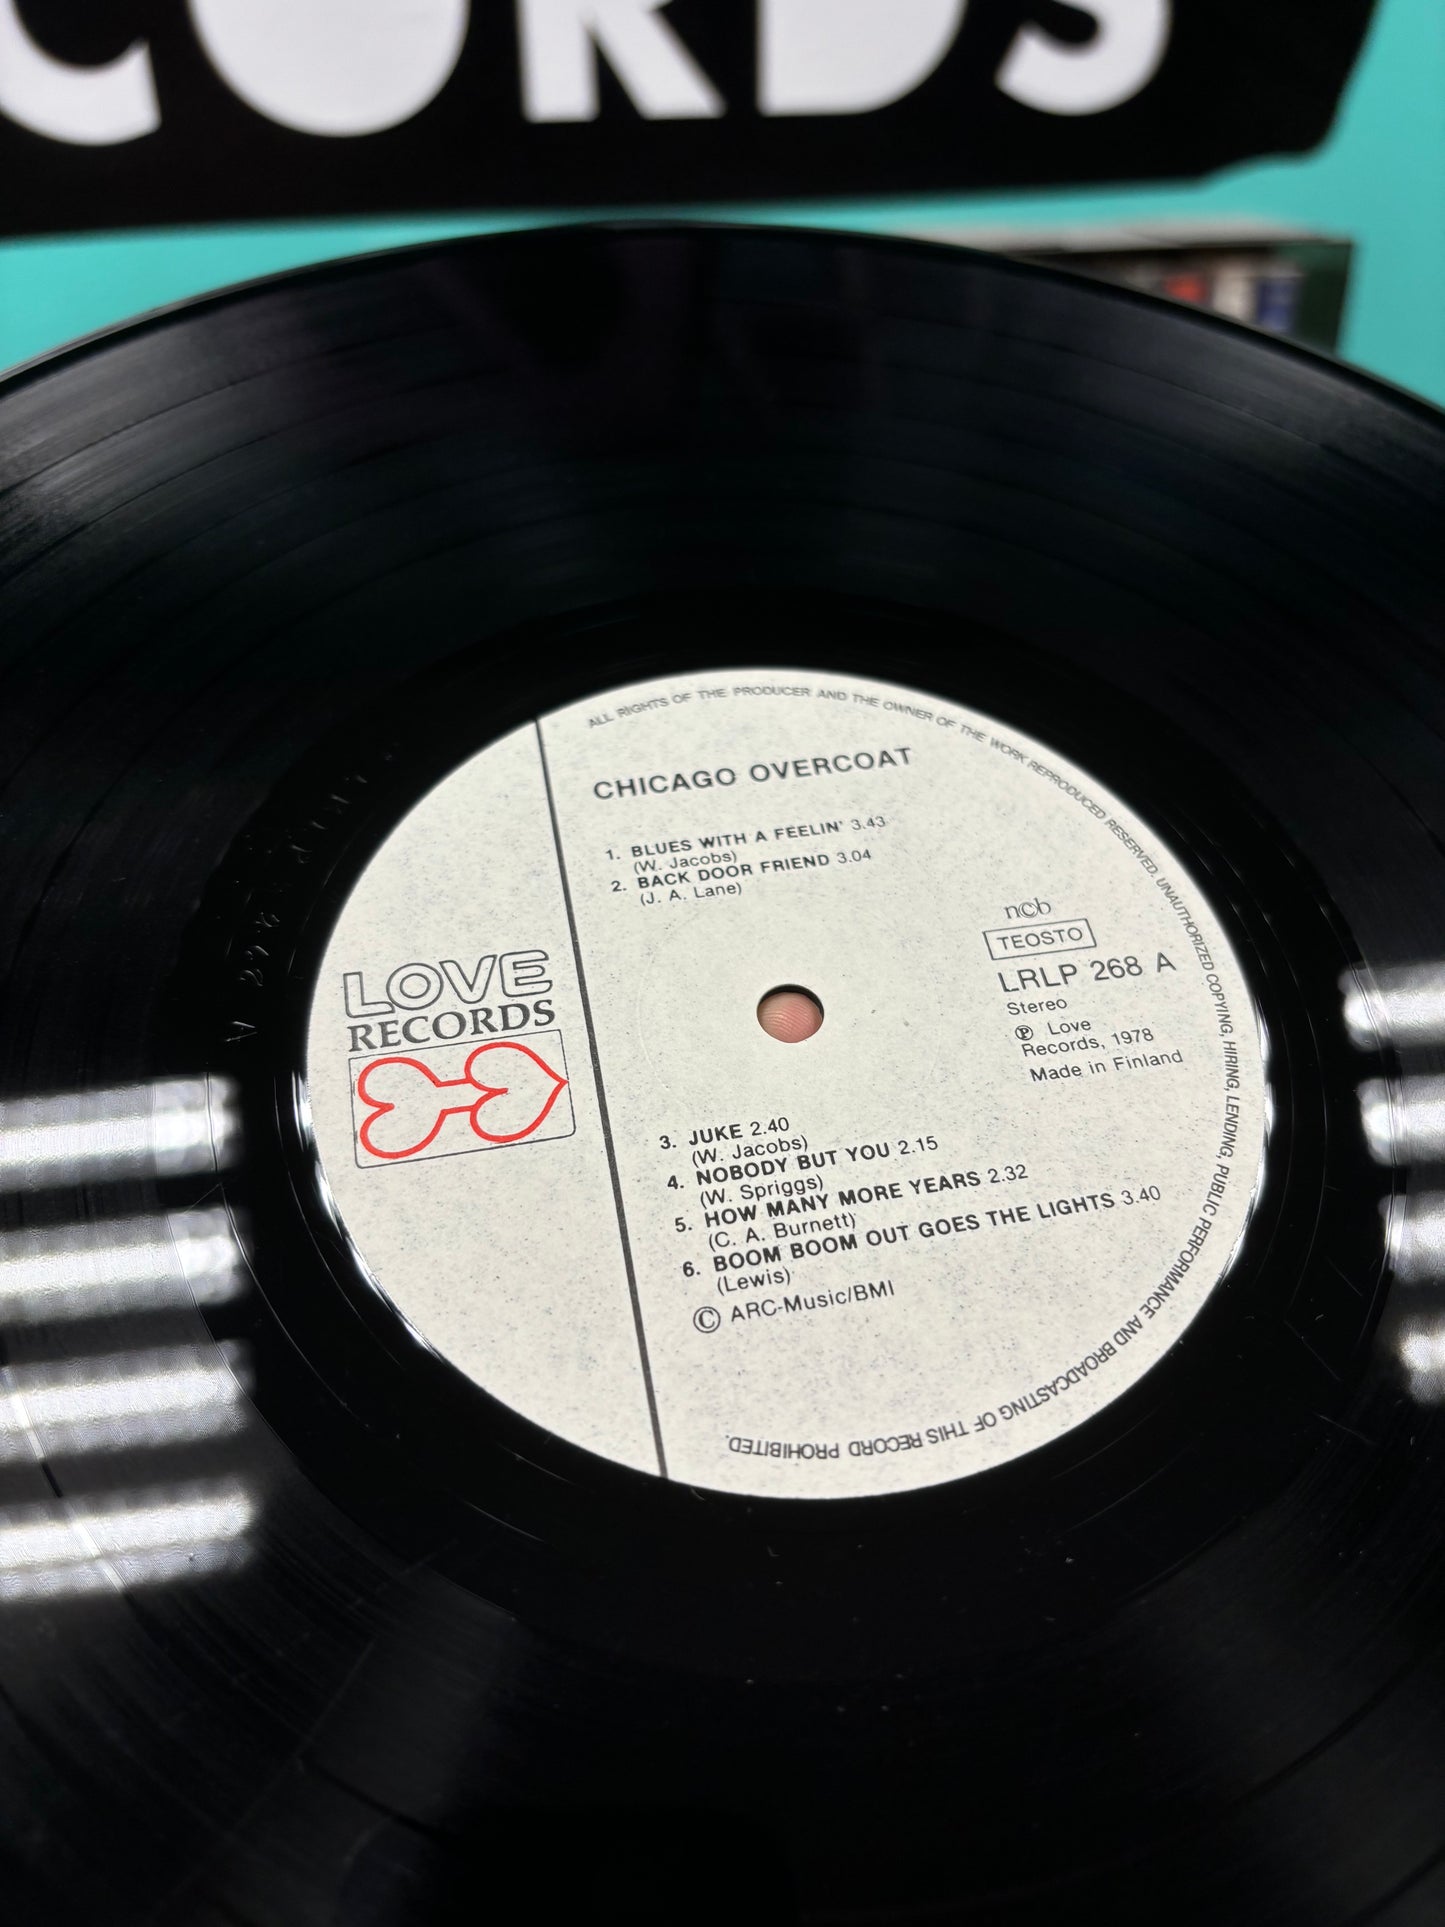 CORDS
ALL RIGHTS OF THE PRODUCER AND THE OWNER OF THE WORK REPRODUCED RESERVED. UNAUTHORIZED COPYING, HIRING, LENDING, PUBLIC PERFORMANCE AND BROADCASTING OF THIS RECORD PROHIBITED.
CHICAGO OVERCOAT
1. BLUES WITH A FEELIN' 3.43
(W. Jacobs)
2. BACK DOOR FRIEND 3.04
(J. A. Lane)
LOVE
RECORDS
ncb
TEOSTO
LRLP 268 A
Stereo
Ⓟ Love
Records, 1978
Made in Finland
3. JUKE 2.40
(W. Jacobs)
4. NOBODY BUT YOU 2.15
(W. Spriggs)
5. HOW MANY MORE YEARS 2.32
(C. A. Burnett)
6. BOOM BOOM OUT GOES THE LIGHTS 3.40
(Lewis)
© ARC-Music/BMI